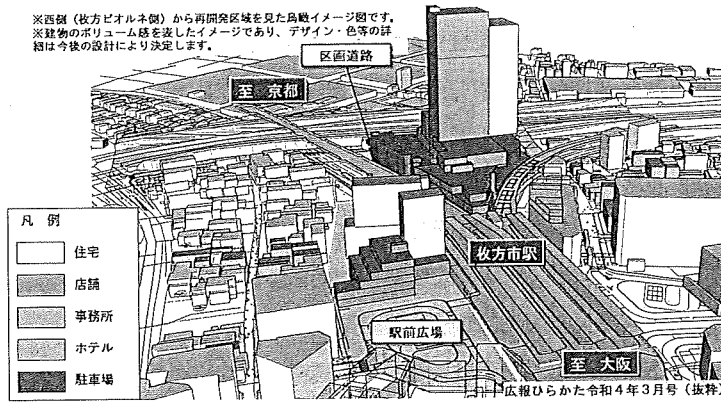 ※西側（枚方ビオルネ側）から再開発区域を見た鳥瞰イメージ図です。
※建物のボリューム感を表したイメージであり、デザイン・色等の詳
細は今後の設計により決定します。
区画道路
至 京都
凡 例
住宅
店舗
事務所
ホテル
駐車場
枚方市駅
駅前広場
至 大阪
広報ひらかた令和4年3月号（抜粋）